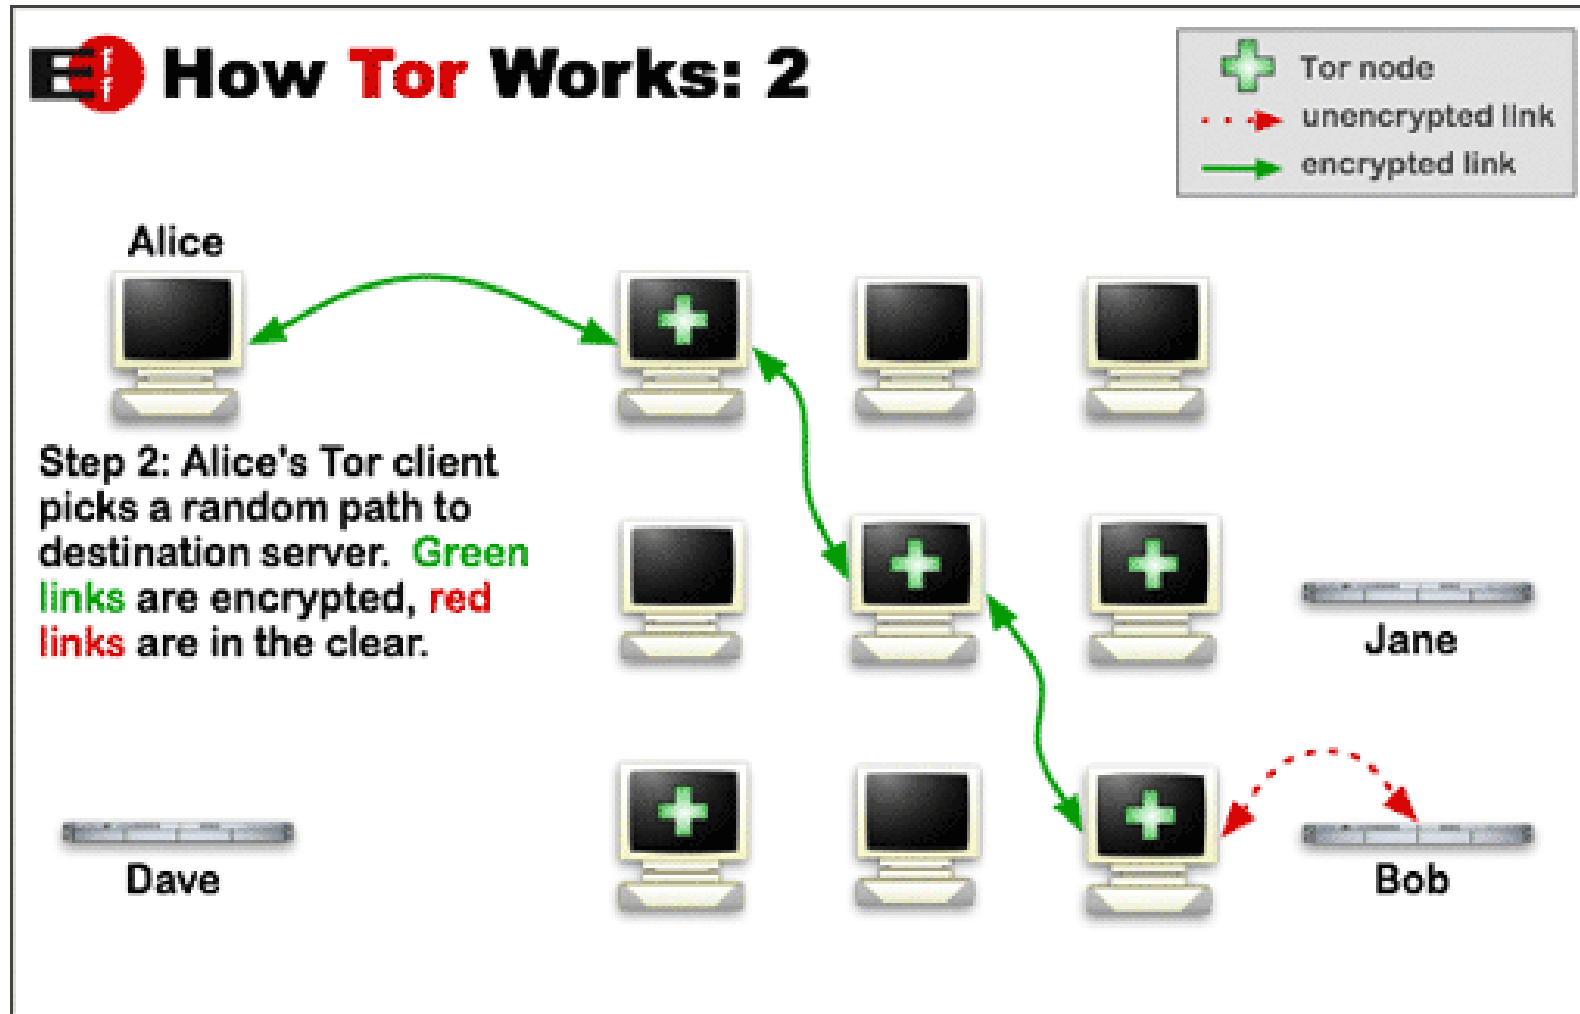 EFF How Tor Works: 2
Tor node
unencrypted link
encrypted link
Alice
Step 2: Alice's Tor client
picks a random path to
destination server. Green
links are encrypted, red
links are in the clear.
Jane
Dave
Bob